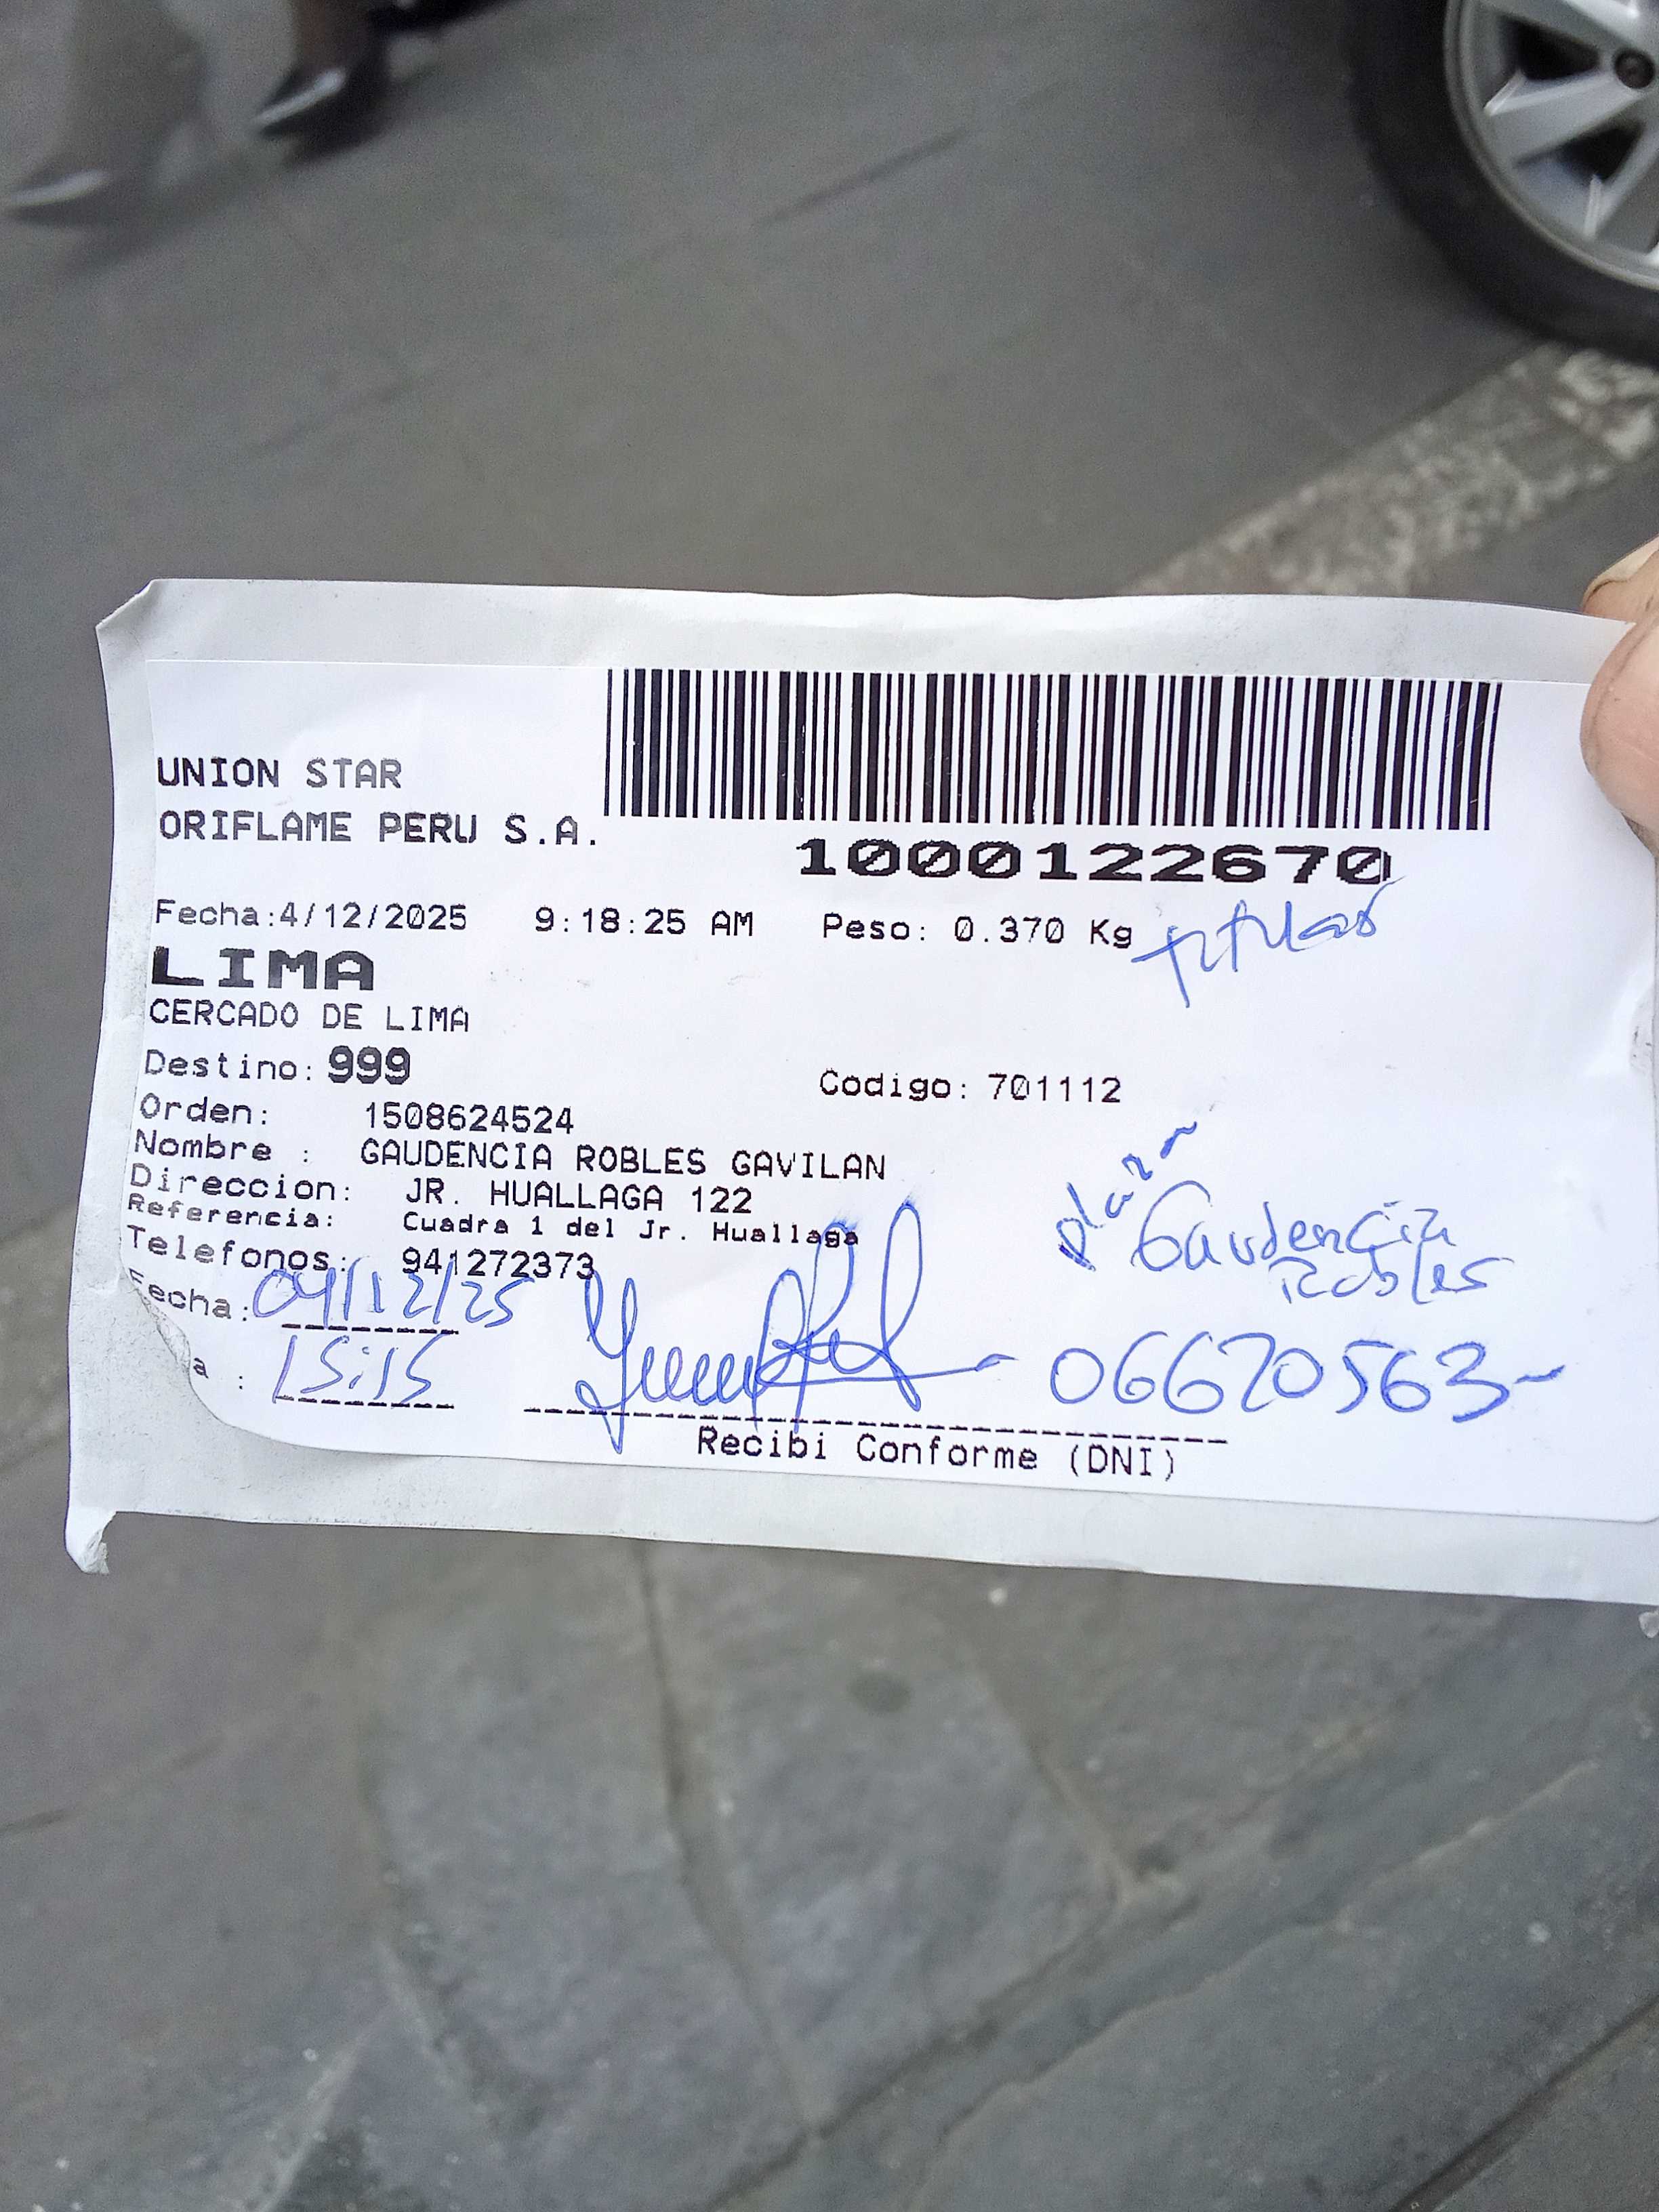 UNION STAR
ORIFLAME PERU S.A.
1000122670
Fecha:4/12/2025 9:18:25 AM Peso: 0.370 Kg
titular
LIMA
CERCADO DE LIMA
Destino: 999 Codigo: 701112
Orden: 1508624524
Nombre : GAUDENCIA ROBLES GAVILAN
Direccion: JR. HUALLAGA 122
Referencia: Cuadra 1 del Jr. Huallaga
Telefonos: 941272373
Gaudencia
Robles
Fecha: 04/12/25
a : 15:15
06670563
Recibi Conforme (DNI)